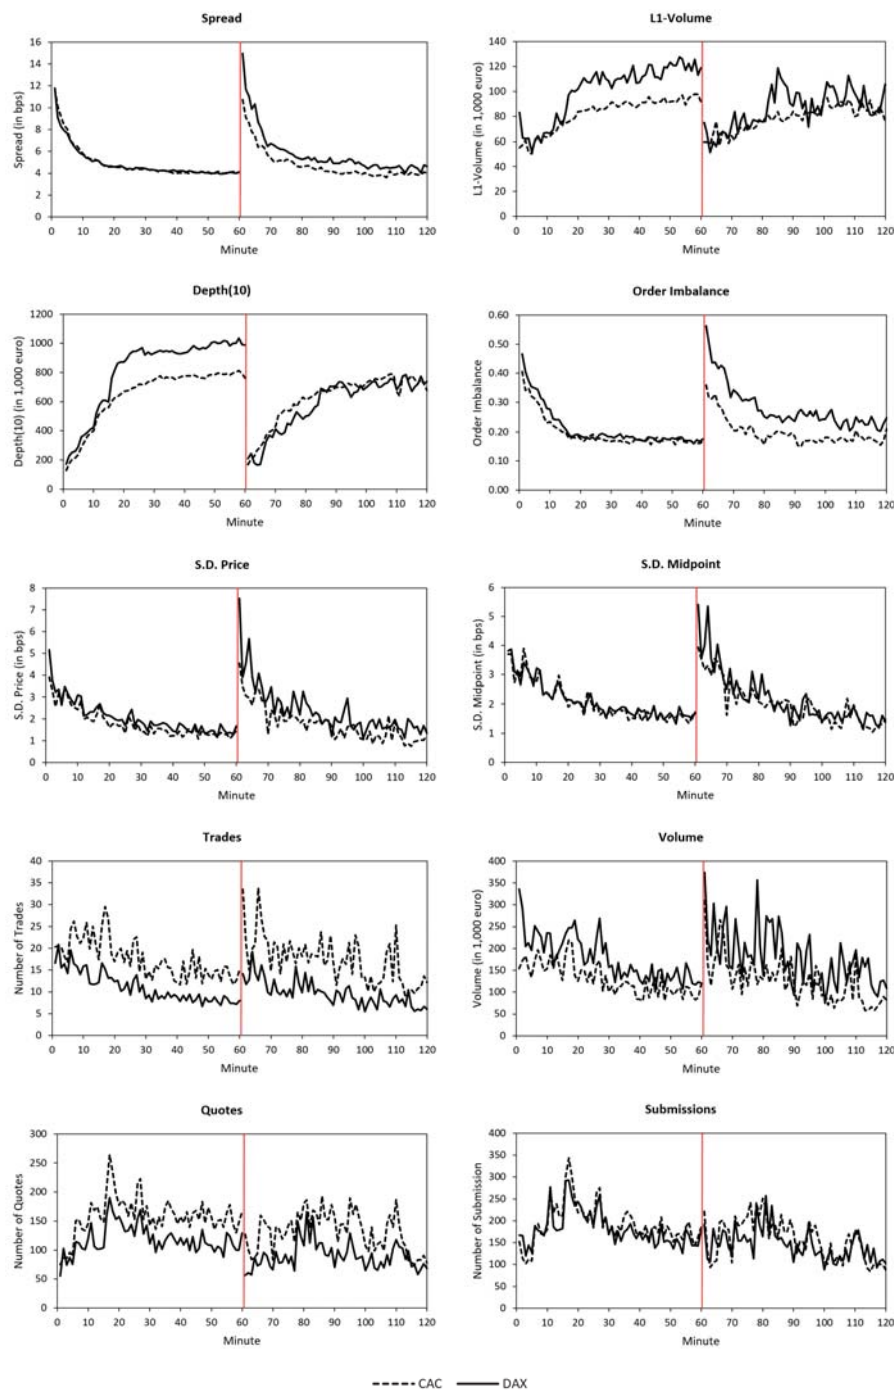 Spread
Spread (in bps)
16
14
12
10
8
6
4
2
0
0 10 20 30 40 50 60 70 80 90 100 110 120
Minute
L1-Volume
L1-Volume (in 1,000 euro)
140
120
100
80
60
40
20
0
0 10 20 30 40 50 60 70 80 90 100 110 120
Minute
Depth(10)
Depth(10) (in 1,000 euro)
1200
1000
800
600
400
200
0
0 10 20 30 40 50 60 70 80 90 100 110 120
Minute
Order Imbalance
Order Imbalance
0.60
0.50
0.40
0.30
0.20
0.10
0.00
0 10 20 30 40 50 60 70 80 90 100 110 120
Minute
S.D. Price
S.D. Price (in bps)
8
7
6
5
4
3
2
1
0
0 10 20 30 40 50 60 70 80 90 100 110 120
Minute
S.D. Midpoint
S.D. Midpoint (in bps)
6
5
4
3
2
1
0
0 10 20 30 40 50 60 70 80 90 100 110 120
Minute
Trades
Number of Trades
40
35
30
25
20
15
10
5
0
0 10 20 30 40 50 60 70 80 90 100 110 120
Minute
Volume
Volume (in 1,000 euro)
400
350
300
250
200
150
100
50
0
0 10 20 30 40 50 60 70 80 90 100 110 120
Minute
Quotes
Number of Quotes
300
250
200
150
100
50
0
0 10 20 30 40 50 60 70 80 90 100 110 120
Minute
Submissions
Number of Submission
400
350
300
250
200
150
100
50
0
0 10 20 30 40 50 60 70 80 90 100 110 120
Minute
CAC DAX